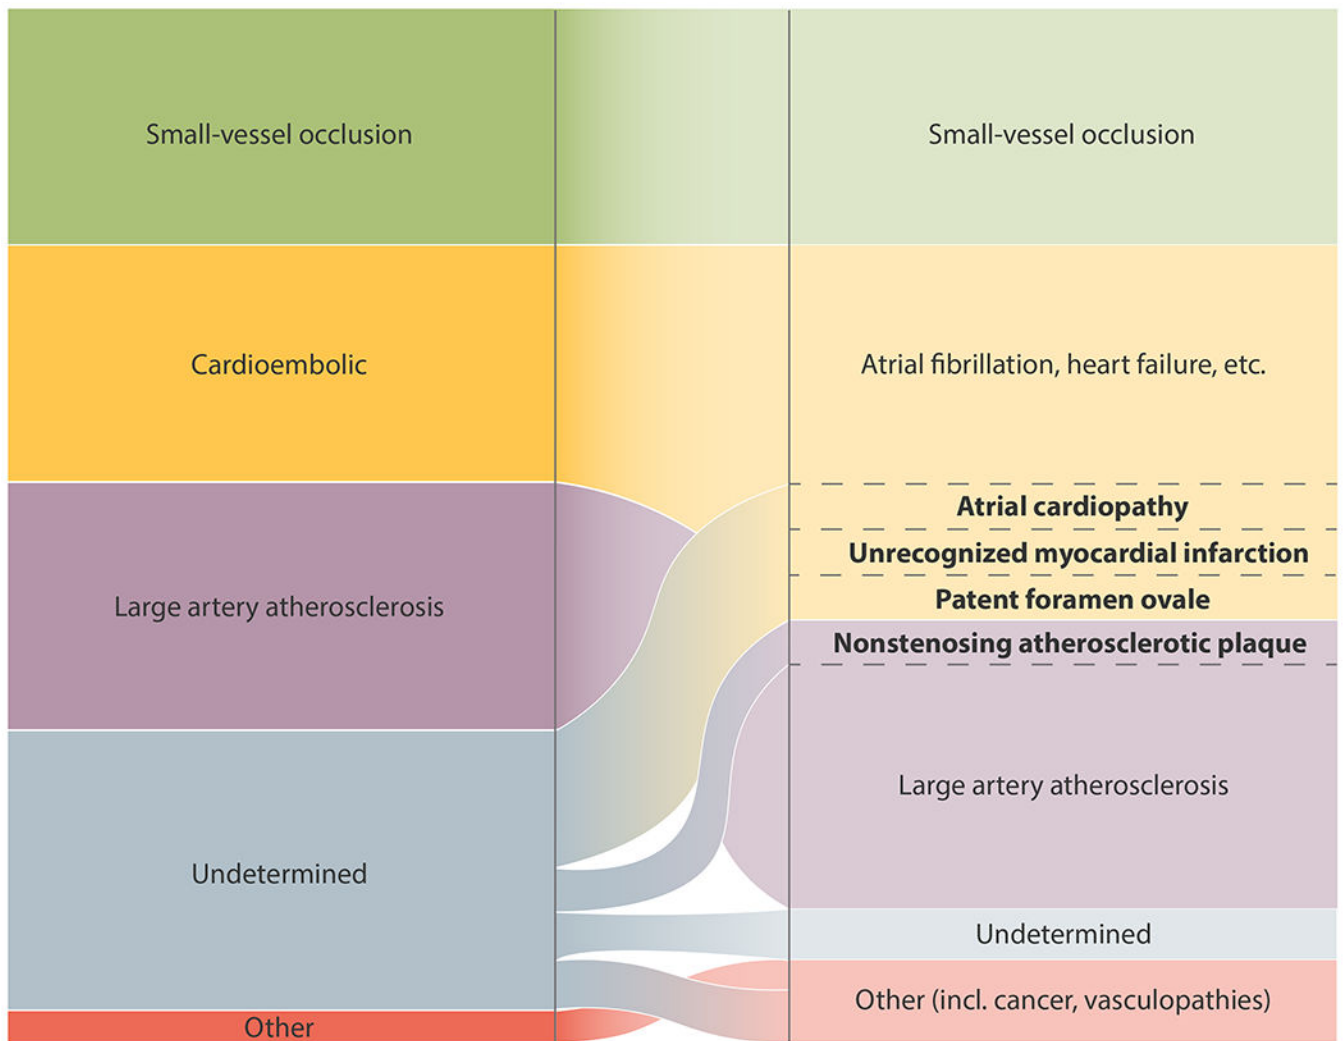 Small-vessel occlusion
Cardioembolic
Large artery atherosclerosis
Undetermined
Other
Small-vessel occlusion
Atrial fibrillation, heart failure, etc.
Atrial cardiopathy
Unrecognized myocardial infarction
Patent foramen ovale
Nonstenosing atherosclerotic plaque
Large artery atherosclerosis
Undetermined
Other (incl. cancer, vasculopathies)